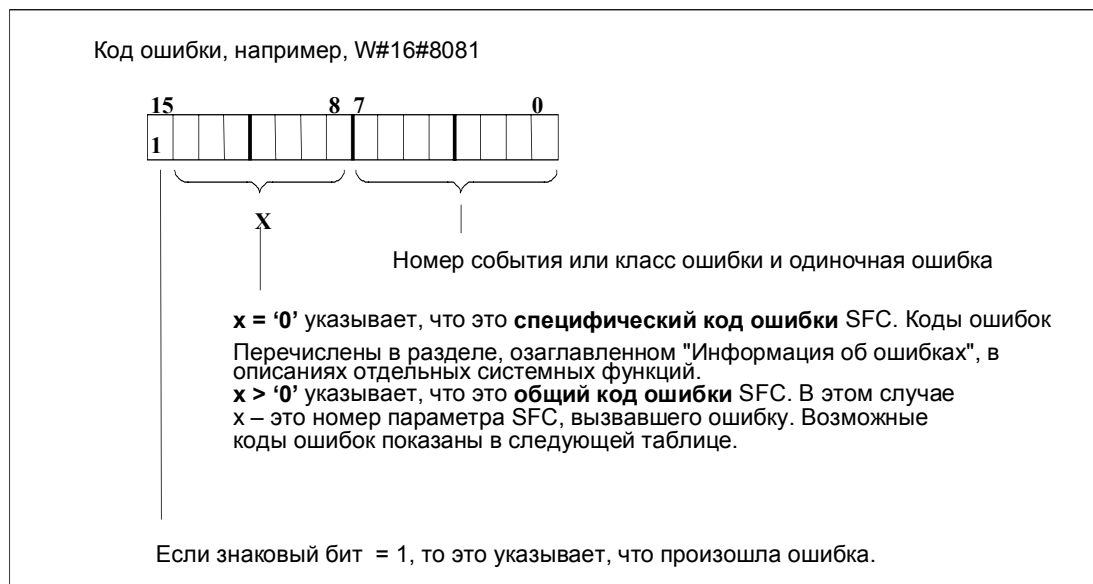 Код ошибки, например, W#16#8081
15 8 7 0
1
X
Номер события или класс ошибки и одиночная ошибка
x = ‘0’ указывает, что это специфический код ошибки SFC. Коды ошибок
Перечислены в разделе, озаглавленном "Информация об ошибках", в
описаниях отдельных системных функций.
x > ‘0’ указывает, что это общий код ошибки SFC. В этом случае
x – это номер параметра SFC, вызвавшего ошибку. Возможные
коды ошибок показаны в следующей таблице.
Если знаковый бит = 1, то это указывает, что произошла ошибка.